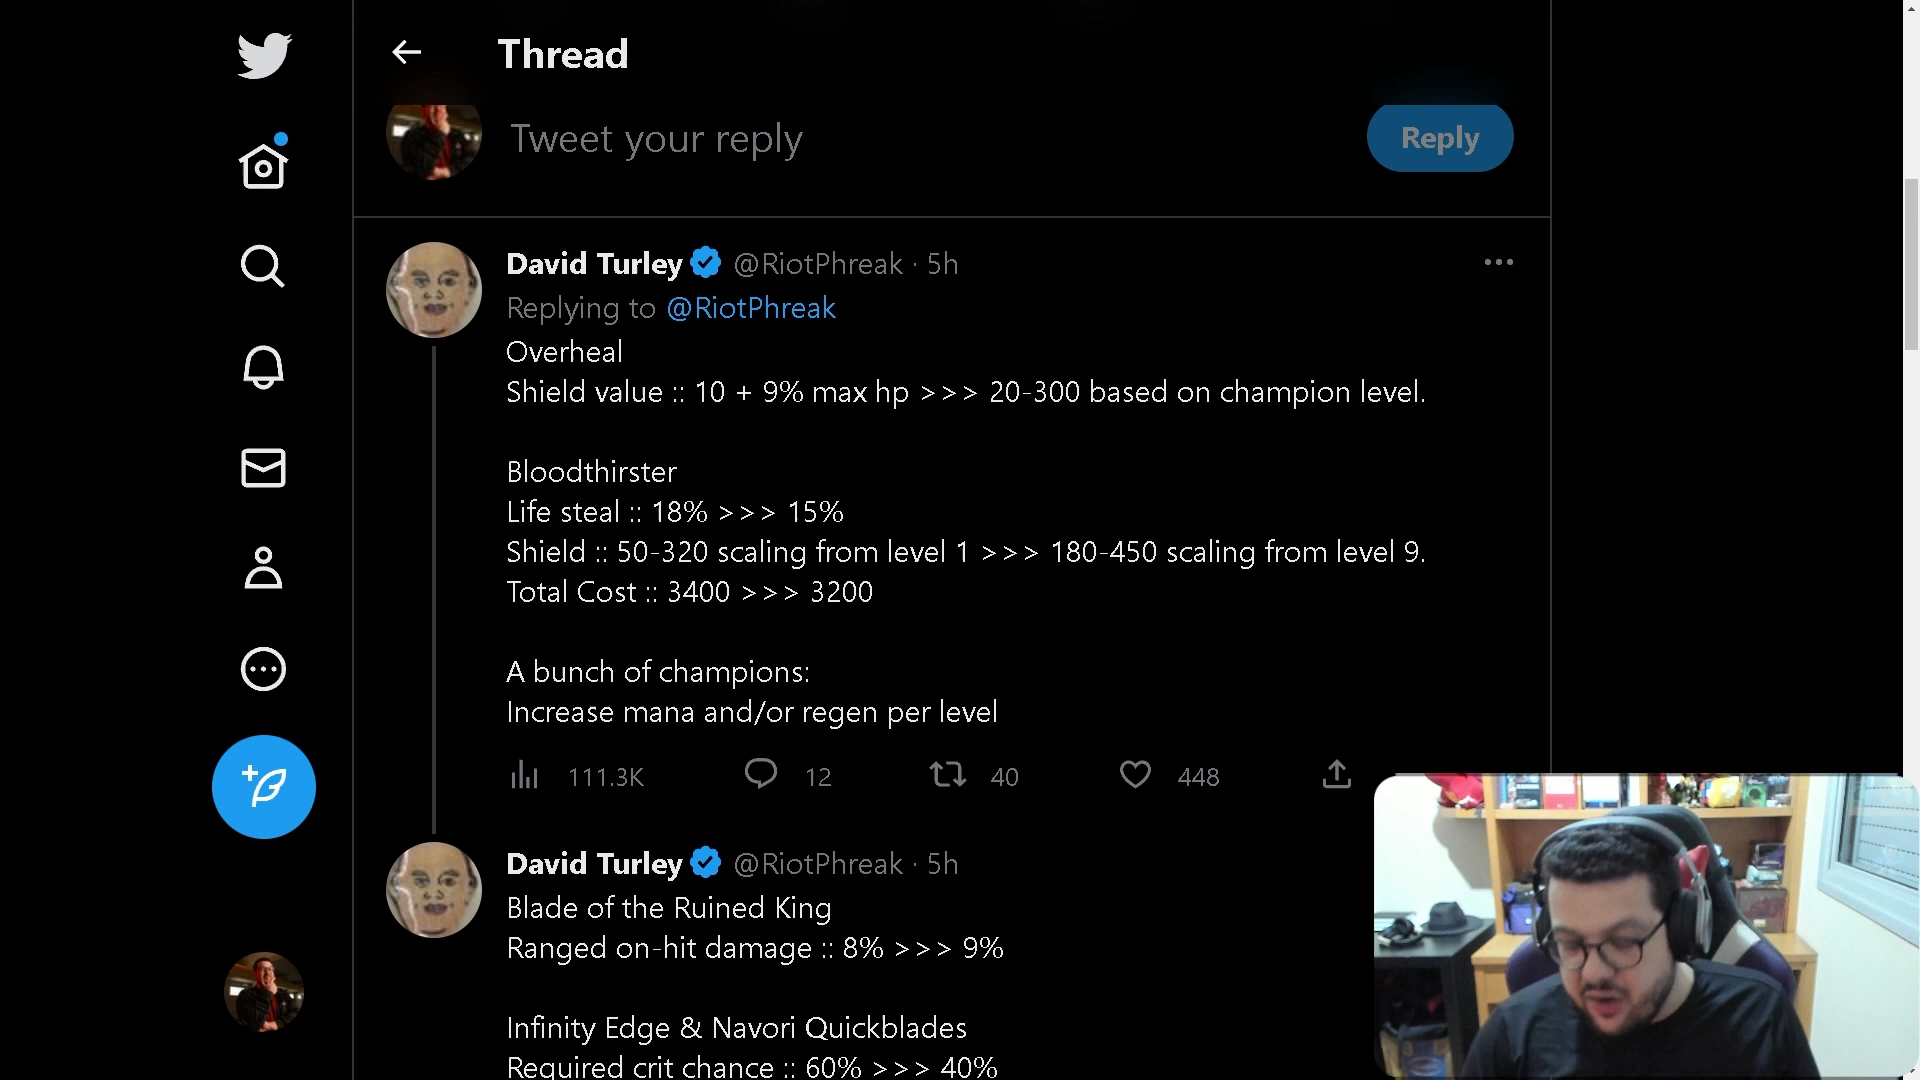 Thread
Tweet your reply
Reply
David Turley @RiotPhreak · 5h
Replying to @RiotPhreak
Overheal
Shield value :: 10 + 9% max hp >>> 20-300 based on champion level.
Bloodthirster
Life steal :: 18% >>> 15%
Shield :: 50-320 scaling from level 1 >>> 180-450 scaling from level 9.
Total Cost :: 3400 >>> 3200
A bunch of champions:
Increase mana and/or regen per level
111.3K 12 40 448
David Turley @RiotPhreak · 5h
Blade of the Ruined King
Ranged on-hit damage :: 8% >>> 9%
Infinity Edge & Navori Quickblades
Required crit chance :: 60% >>> 40%